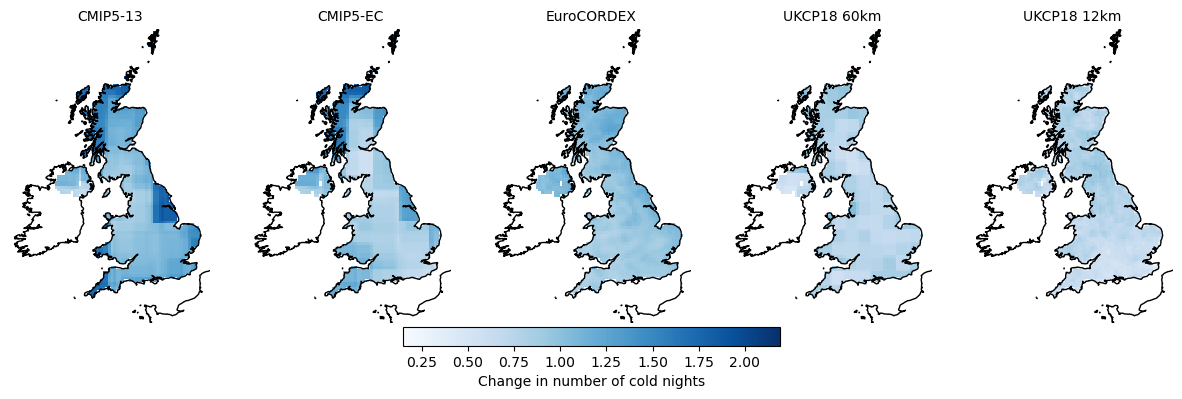 CMIP5-13 CMIP5-EC EuroCORDEX UKCP18 60km UKCP18 12km
0.25 0.50 0.75 1.00 1.25 1.50 1.75 2.00
Change in number of cold nights